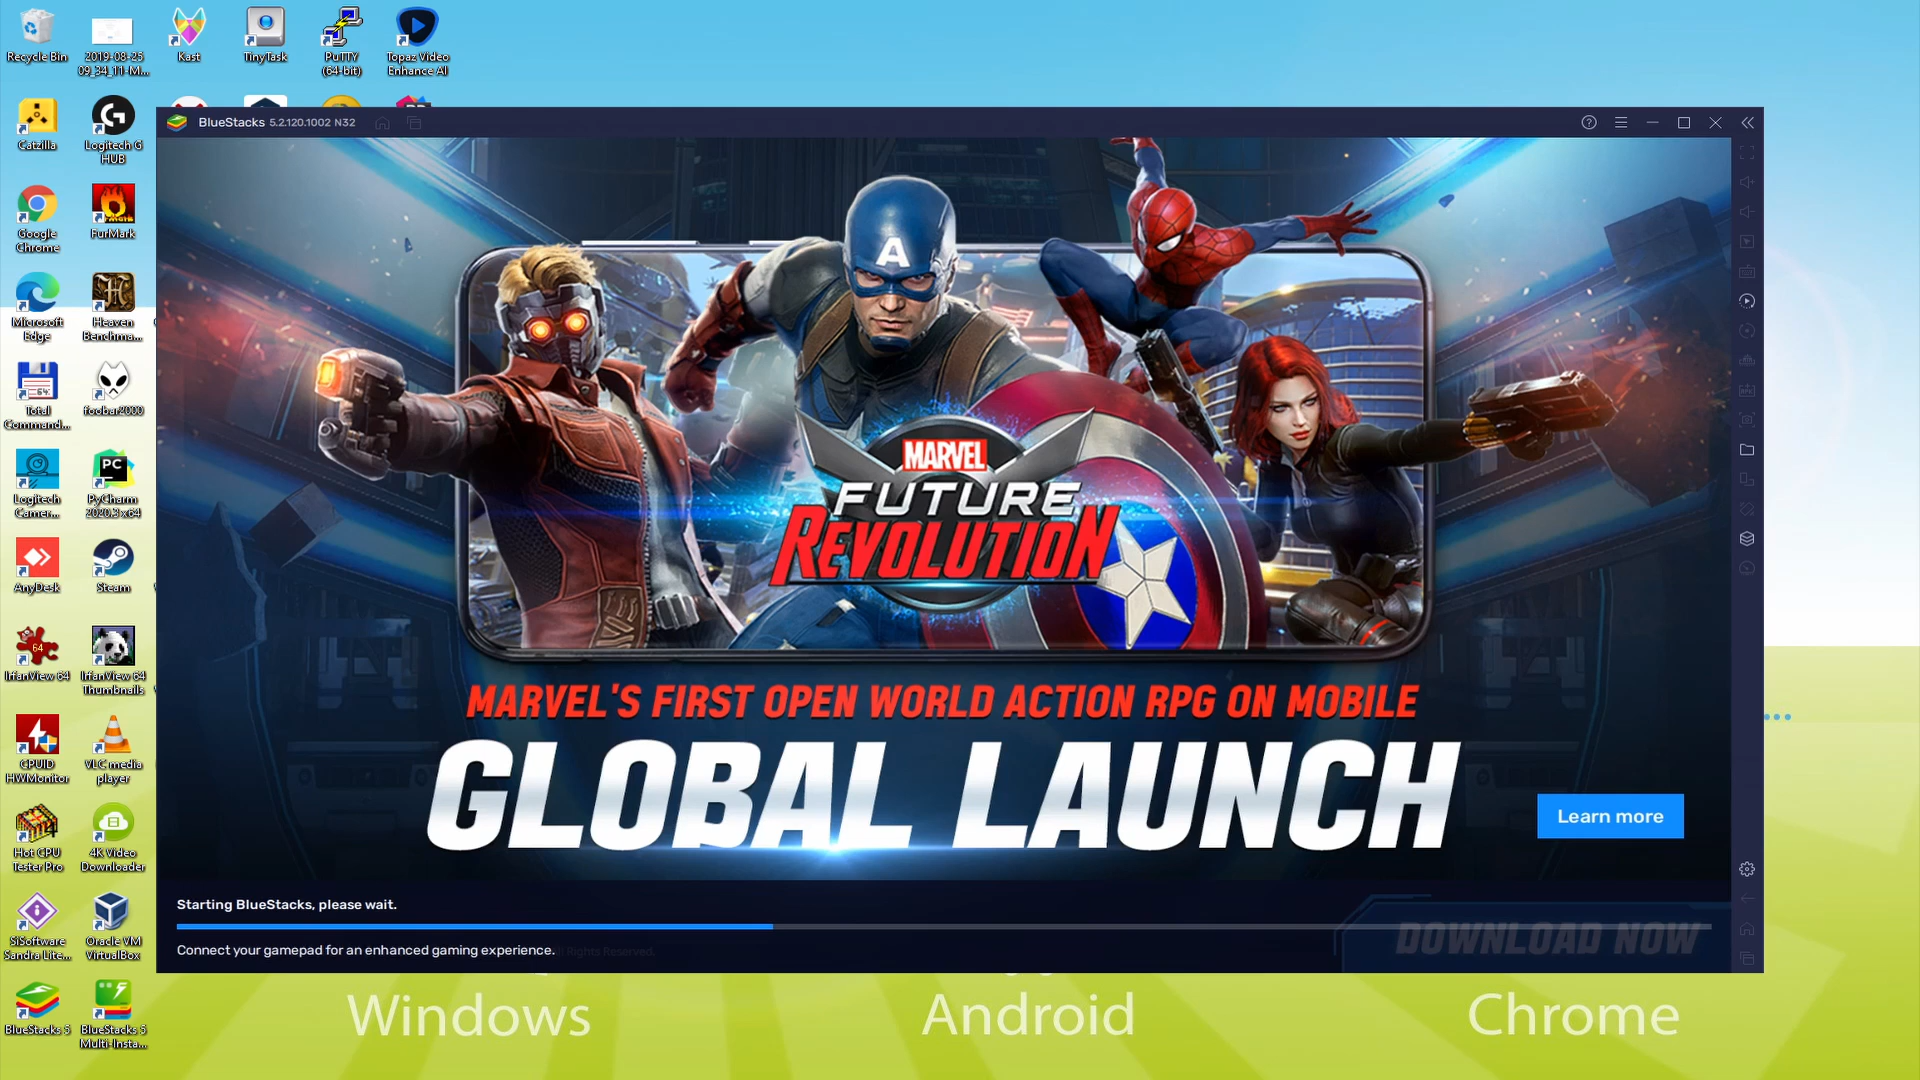 Recycle Bin
2019-08-25
09_34_11-M...
Kast
TinyTask
PuTTY
(64-bit)
Topaz Video
Enhance AI
Catzilla
Logitech G
HUB
Google
Chrome
FurMark
Microsoft
Edge
Heaven
Benchma...
64
Total
Command...
foobar2000
Logitech
Camer...
PC
PyCharm
2020.3 x64
AnyDesk
Steam
64
IrfanView 64
IrfanView 64
Thumbnails
CPUID
HWMonitor
VLC media
player
Hot CPU
Tester Pro
4K Video
Downloader
SiSoftware
Sandra Lite...
Oracle VM
VirtualBox
BlueStacks 5
BlueStacks 5
Multi-Insta...
BlueStacks 5.2.120.1002 N32
A
MARVEL
FUTURE
REVOLUTION
MARVEL'S FIRST OPEN WORLD ACTION RPG ON MOBILE
GLOBAL LAUNCH
Learn more
Starting BlueStacks, please wait.
DOWNLOAD NOW
Connect your gamepad for an enhanced gaming experience.
Rights Reserved.
Windows
Android
Chrome